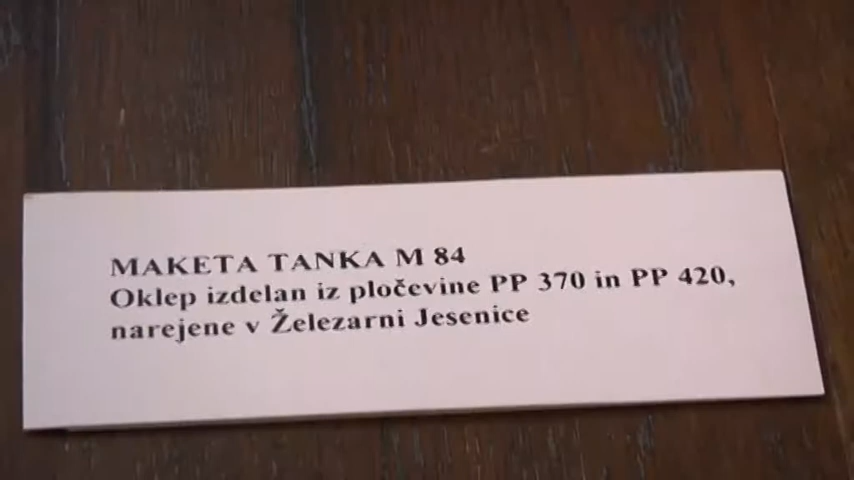 MAKETA TANKA M 84
Oklep izdelan iz pločevine PP 370 in PP 420,
narejene v Železarni Jesenice